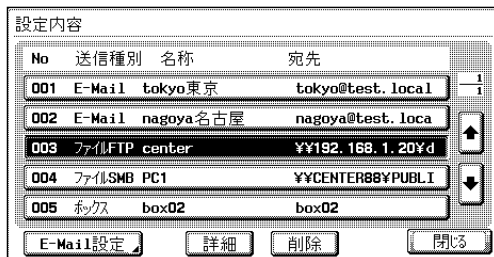 設定内容
No 送信種別 名称 宛先
001 E-Mail tokyo東京 tokyo@test.local
1
1
002 E-Mail nagoya名古屋 nagoya@test.loca
003 ファイルFTP center ¥¥192.168.1.20¥d
004 ファイルSMB PC1 ¥¥CENTER88¥PUBLI
005 ボックス box02 box02
E-Mail設定 詳細 削除 閉じる